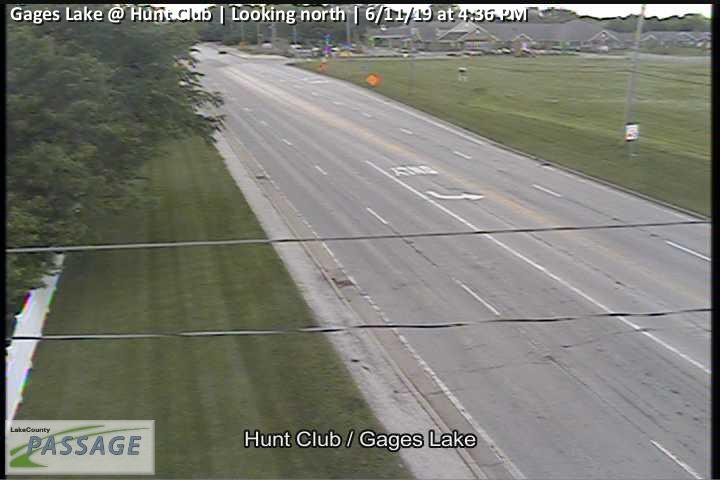 Gages Lake @ Hunt Club | Looking north | 6/11/19 at 4:36 PM
ONLY
Hunt Club / Gages Lake
LakeCounty
PASSAGE